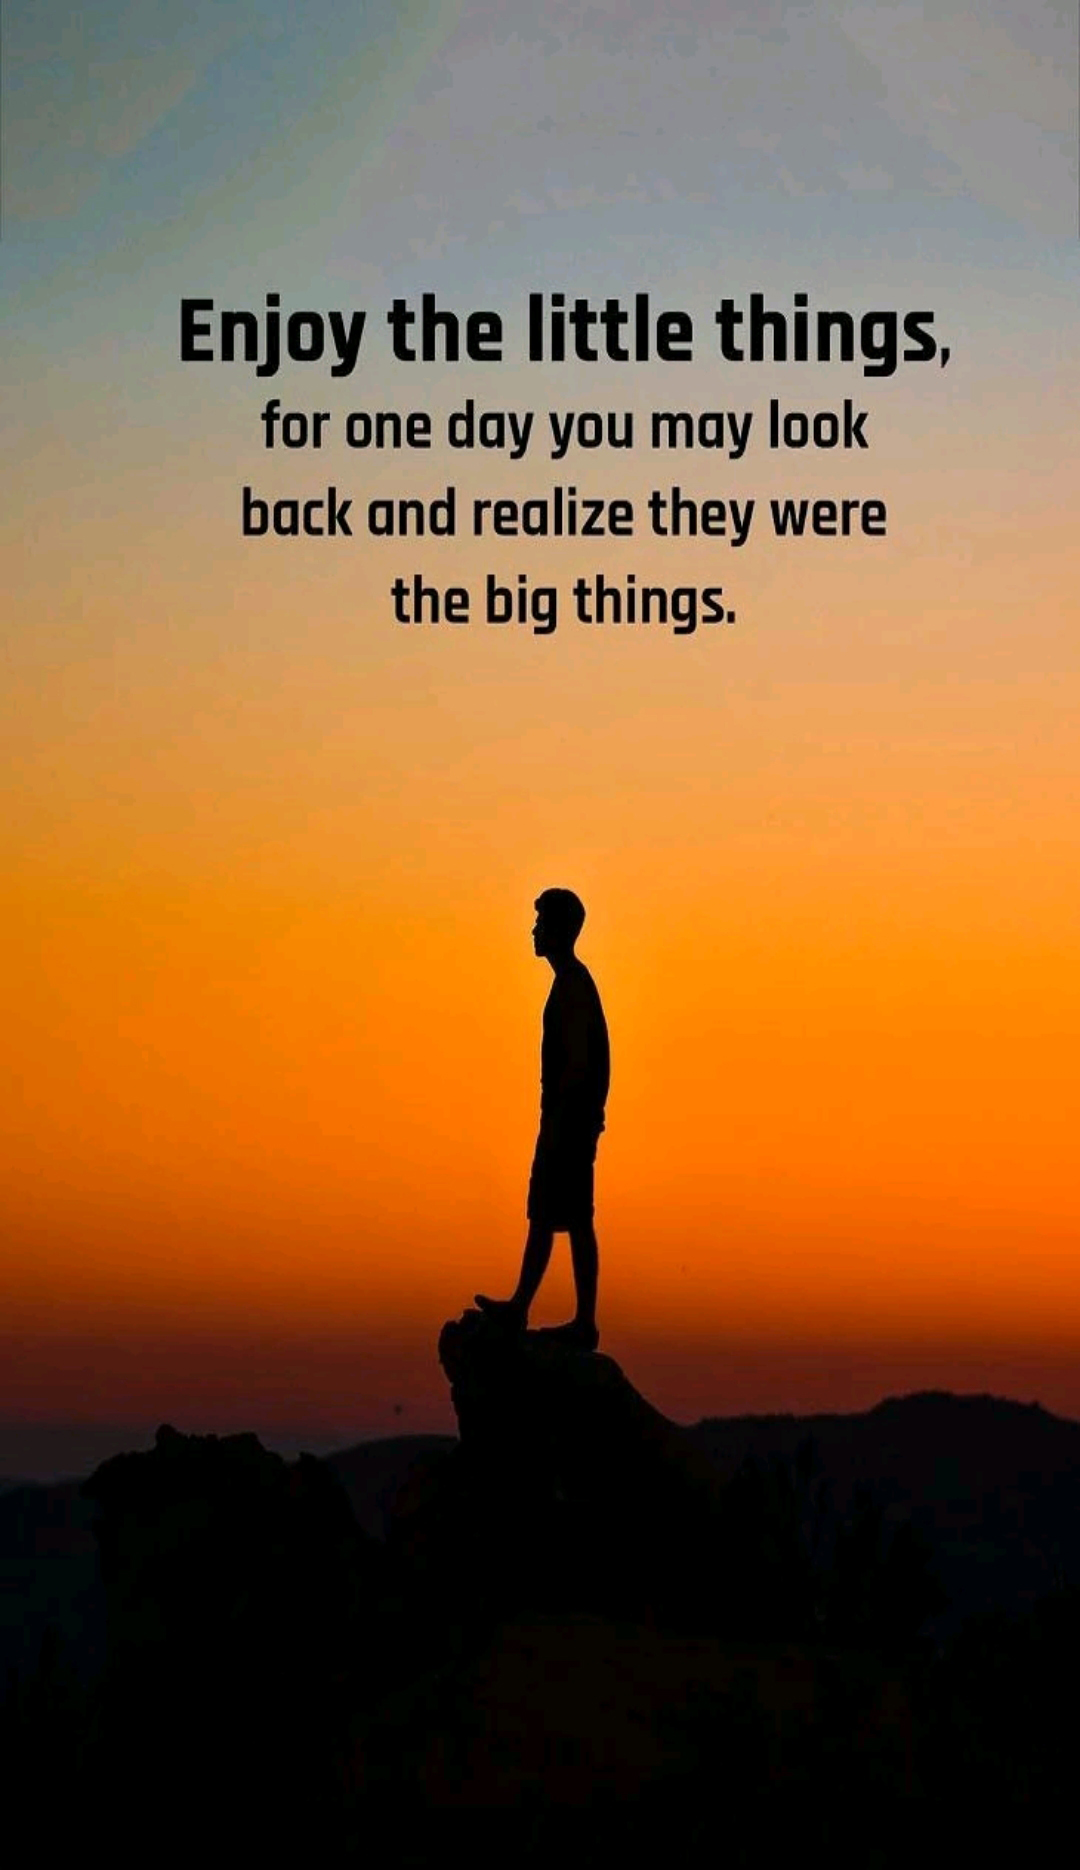 Enjoy the little things,
for one day you may look
back and realize they were
the big things.